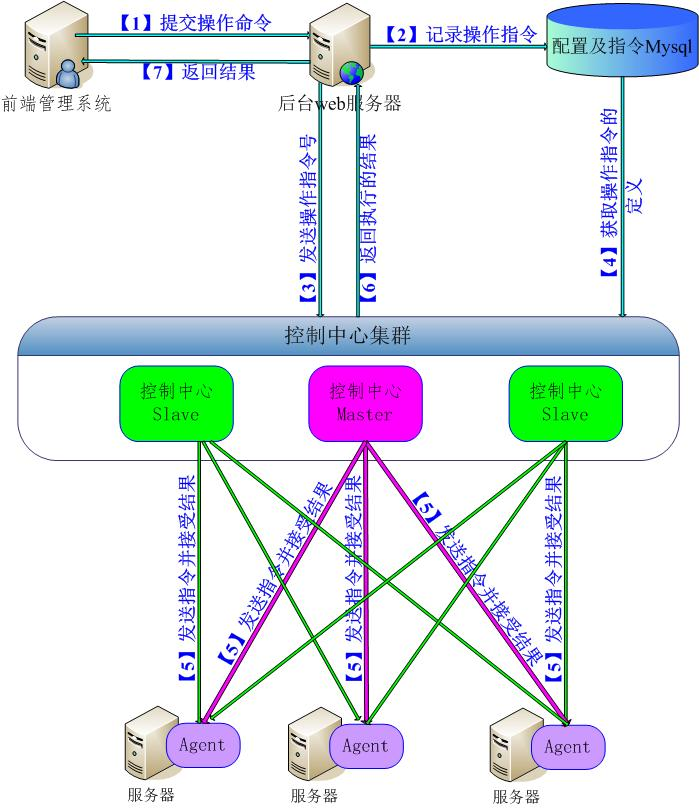 【1】提交操作命令
【2】记录操作指令
配置及指令Mysql
【7】返回结果
前端管理系统
后台web服务器
【3】发送操作指令号
【6】返回执行的结果
【4】获取操作指令的
定义
控制中心集群
控制中心
Slave
控制中心
Master
控制中心
Slave
【5】发送指令并接受结果
【5】发送指令并接受结果
【5】发送指令并接受结果
【5】发送指令并接受结果
【5】发送指令并接受结果
Agent
Agent
Agent
服务器
服务器
服务器